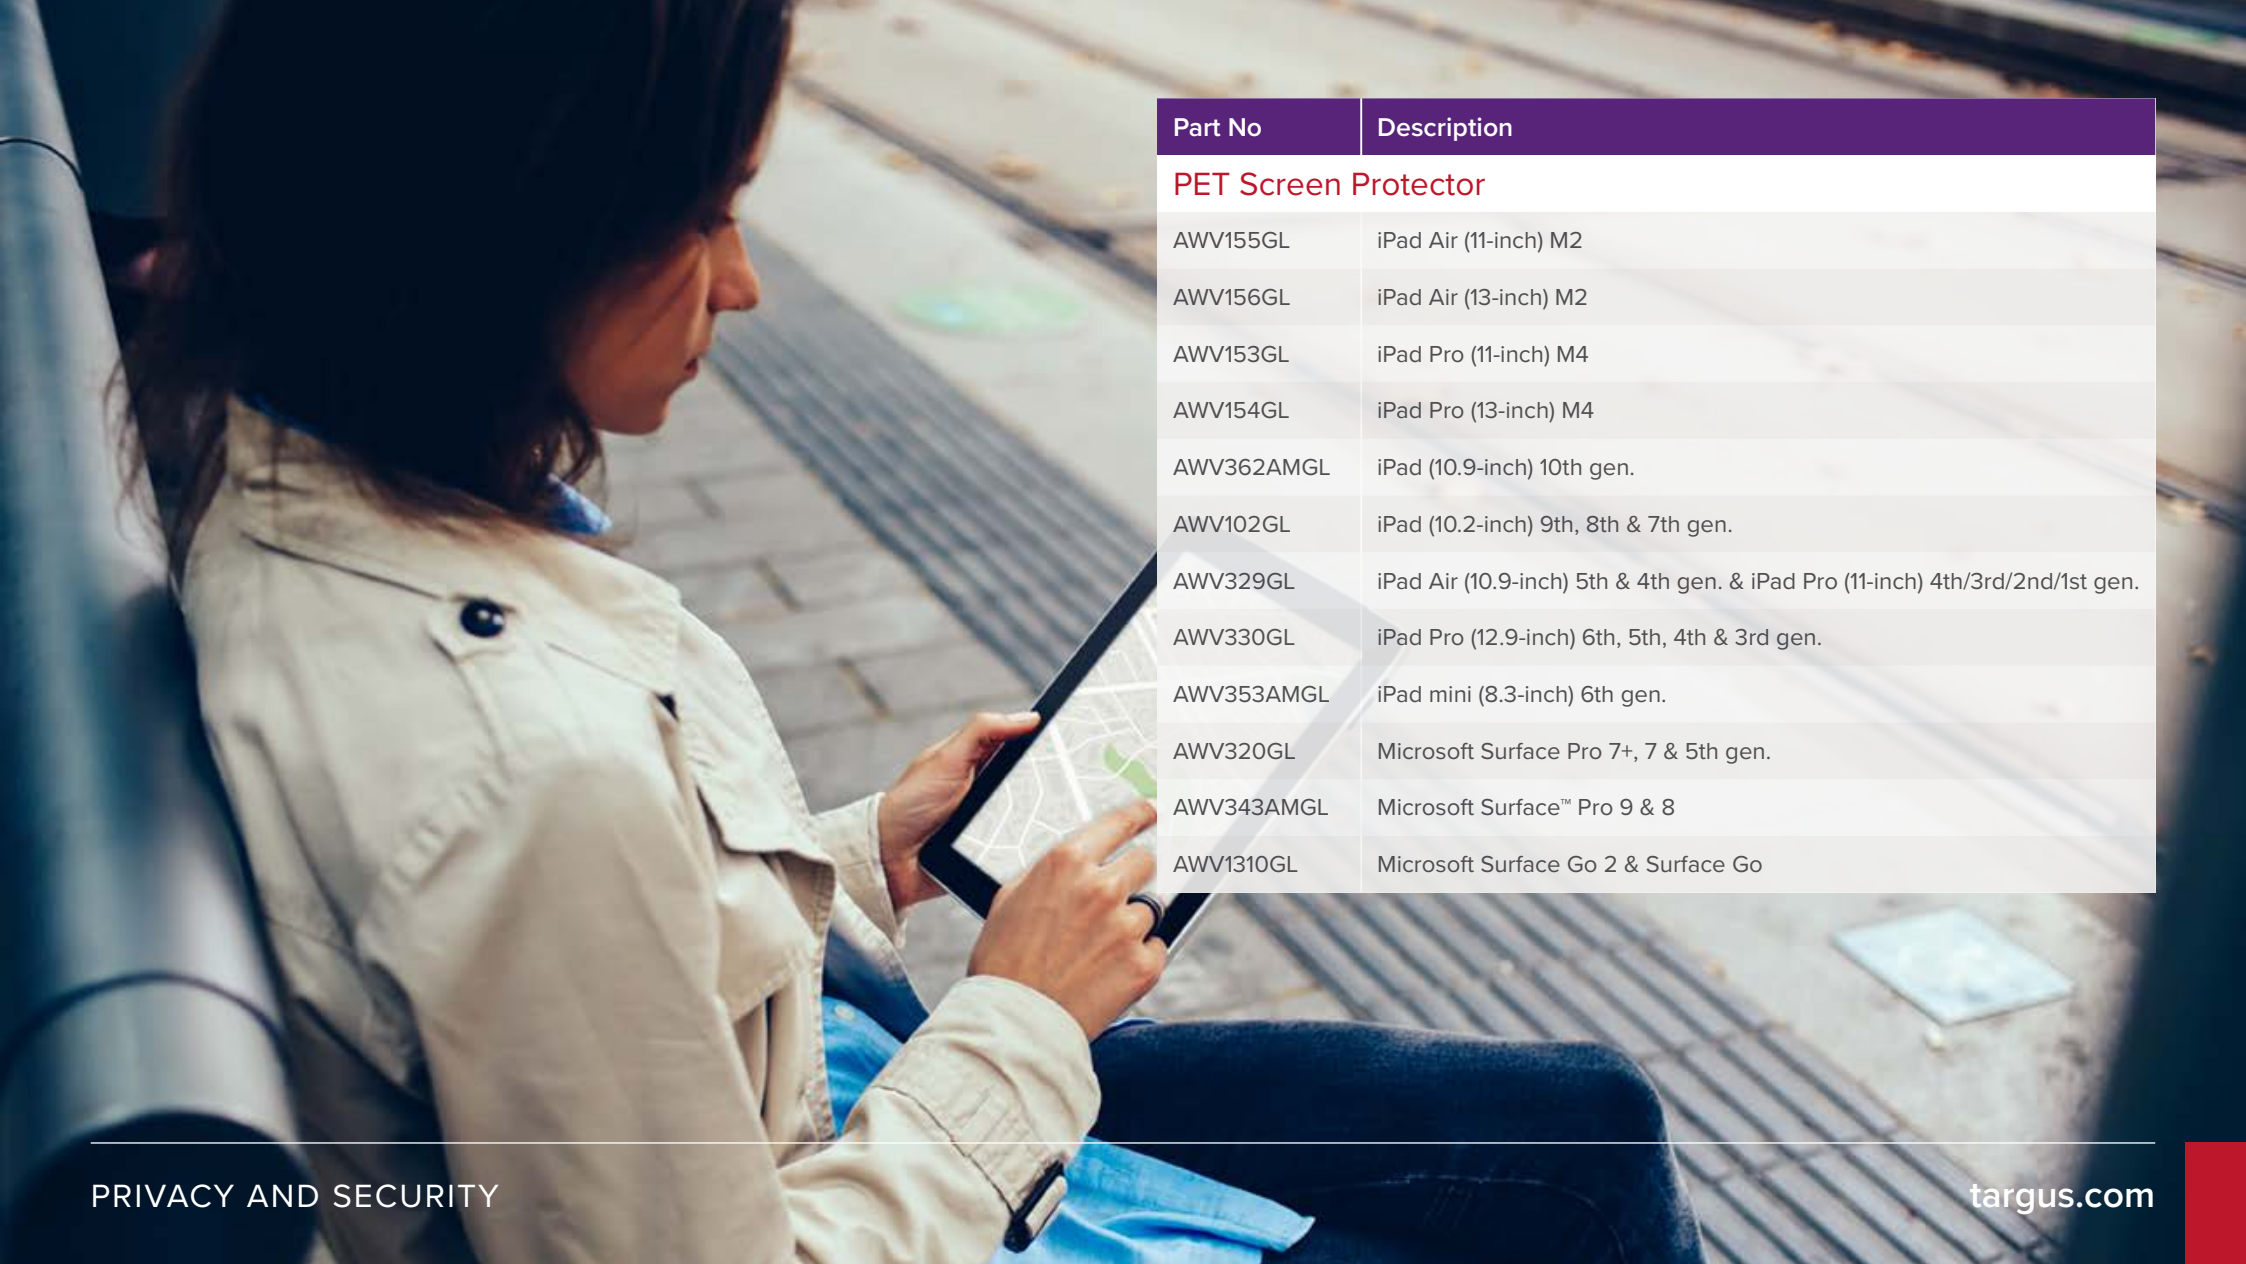 Part No Description
PET Screen Protector
AWV155GL iPad Air (11-inch) M2
AWV156GL iPad Air (13-inch) M2
AWV153GL iPad Pro (11-inch) M4
AWV154GL iPad Pro (13-inch) M4
AWV362AMGL iPad (10.9-inch) 10th gen.
AWV102GL iPad (10.2-inch) 9th, 8th & 7th gen.
AWV329GL iPad Air (10.9-inch) 5th & 4th gen. & iPad Pro (11-inch) 4th/3rd/2nd/1st gen.
AWV330GL iPad Pro (12.9-inch) 6th, 5th, 4th & 3rd gen.
AWV353AMGL iPad mini (8.3-inch) 6th gen.
AWV320GL Microsoft Surface Pro 7+, 7 & 5th gen.
AWV343AMGL Microsoft Surface™ Pro 9 & 8
AWV1310GL Microsoft Surface Go 2 & Surface Go
PRIVACY AND SECURITY targus.com